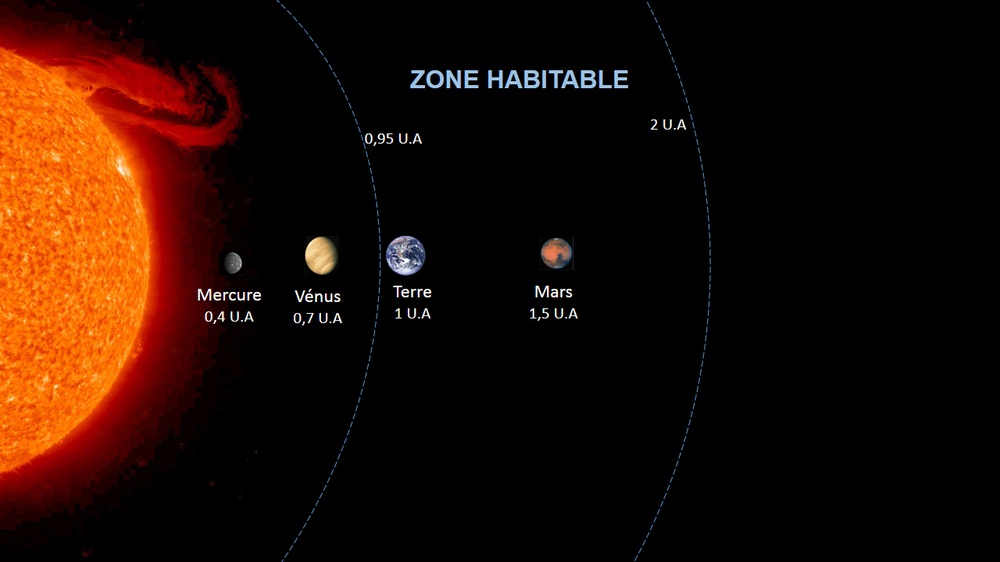 ZONE HABITABLE
0,95 U.A
2 U.A
Mercure
0,4 U.A
Vénus
0,7 U.A
Terre
1 U.A
Mars
1,5 U.A